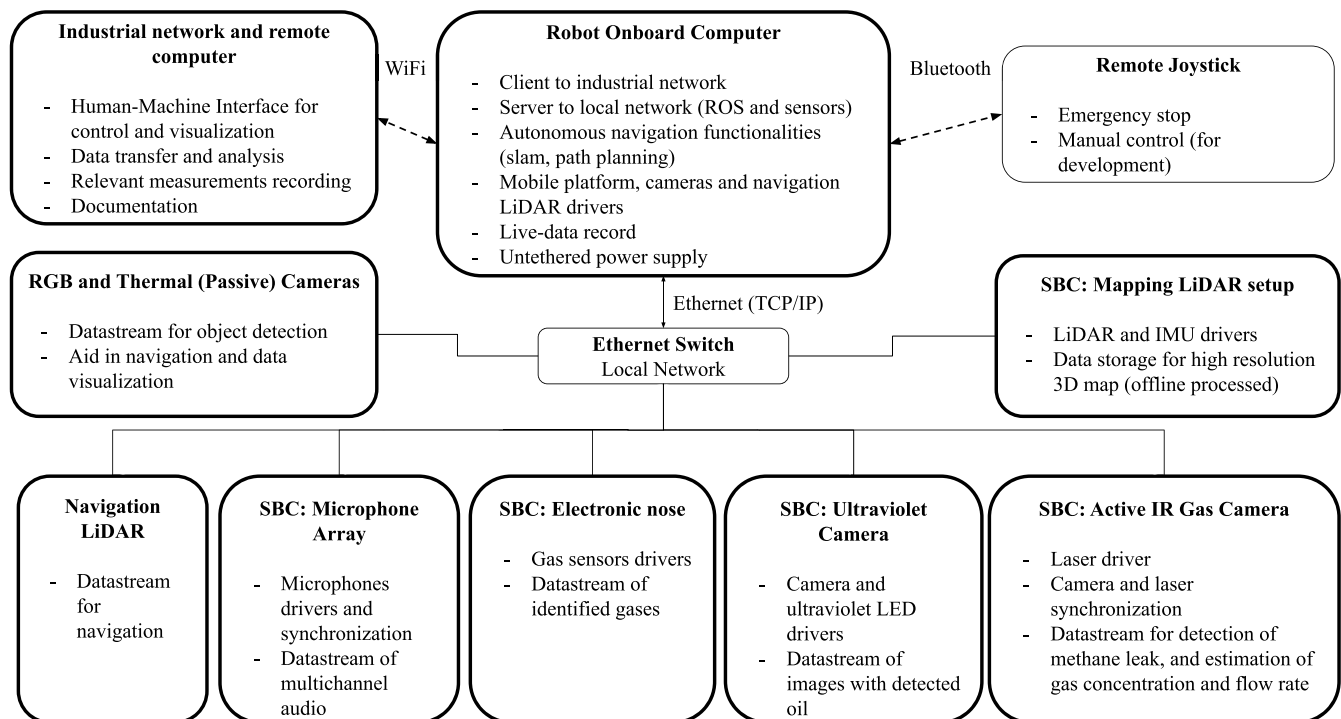 Industrial network and remote
computer
- Human-Machine Interface for
control and visualization
- Data transfer and analysis
- Relevant measurements recording
- Documentation
WiFi
Robot Onboard Computer
- Client to industrial network
- Server to local network (ROS and sensors)
- Autonomous navigation functionalities
(slam, path planning)
- Mobile platform, cameras and navigation
LiDAR drivers
- Live-data record
- Untethered power supply
Bluetooth
Remote Joystick
- Emergency stop
- Manual control (for
development)
RGB and Thermal (Passive) Cameras
- Datastream for object detection
- Aid in navigation and data
visualization
Ethernet (TCP/IP)
Ethernet Switch
Local Network
SBC: Mapping LiDAR setup
- LiDAR and IMU drivers
- Data storage for high resolution
3D map (offline processed)
Navigation
LiDAR
- Datastream
for
navigation
SBC: Microphone
Array
- Microphones
drivers and
synchronization
- Datastream of
multichannel
audio
SBC: Electronic nose
- Gas sensors drivers
- Datastream of
identified gases
SBC: Ultraviolet
Camera
- Camera and
ultraviolet LED
drivers
- Datastream of
images with detected
oil
SBC: Active IR Gas Camera
- Laser driver
- Camera and laser
synchronization
- Datastream for detection of
methane leak, and estimation of
gas concentration and flow rate